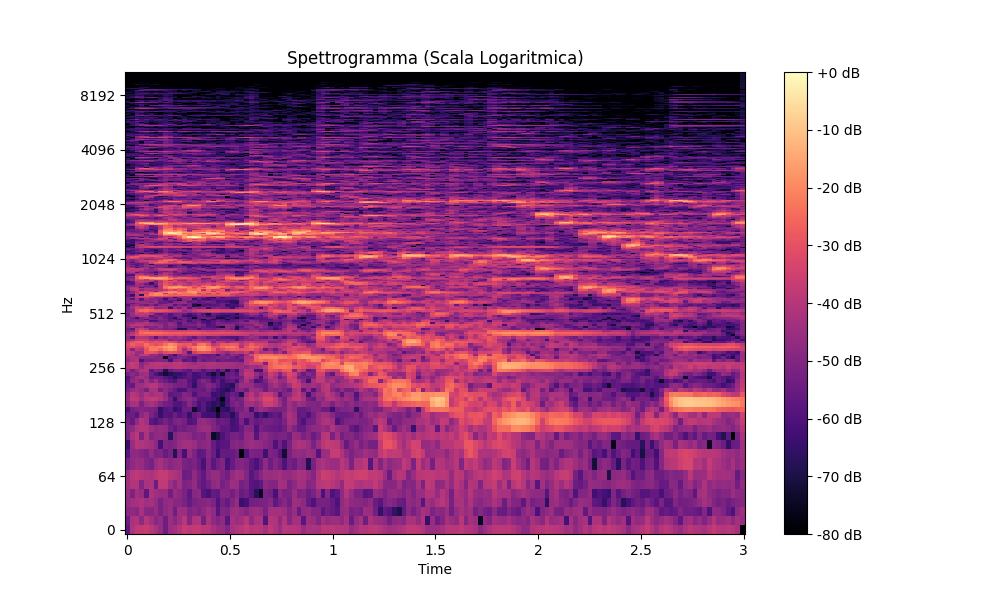 Spettrogramma (Scala Logaritmica)
Hz
8192
4096
2048
1024
512
256
128
64
0
0 0.5 1 1.5 2 2.5 3
Time
+0 dB
-10 dB
-20 dB
-30 dB
-40 dB
-50 dB
-60 dB
-70 dB
-80 dB